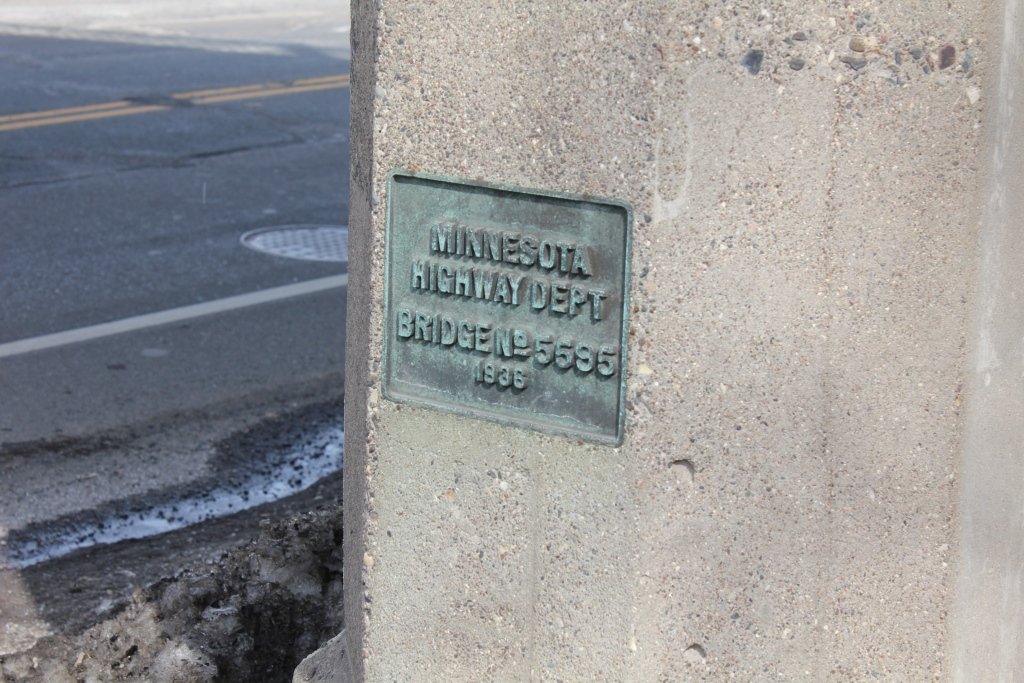 MINNESOTA
HIGHWAY DEPT
BRIDGE No 5595
1936